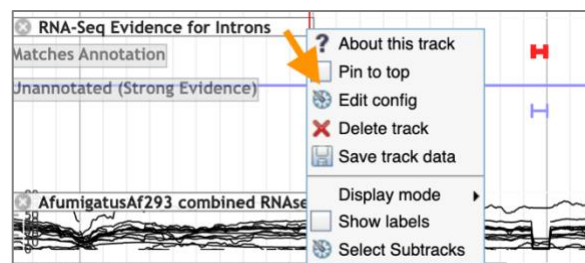 RNA-Seq Evidence for Introns
Matches Annotation
Unannotated (Strong Evidence)
? About this track
Pin to top
Edit config
Delete track
Save track data
Display mode
Show labels
Select Subtracks
AfumigatusAf293 combined RNAse